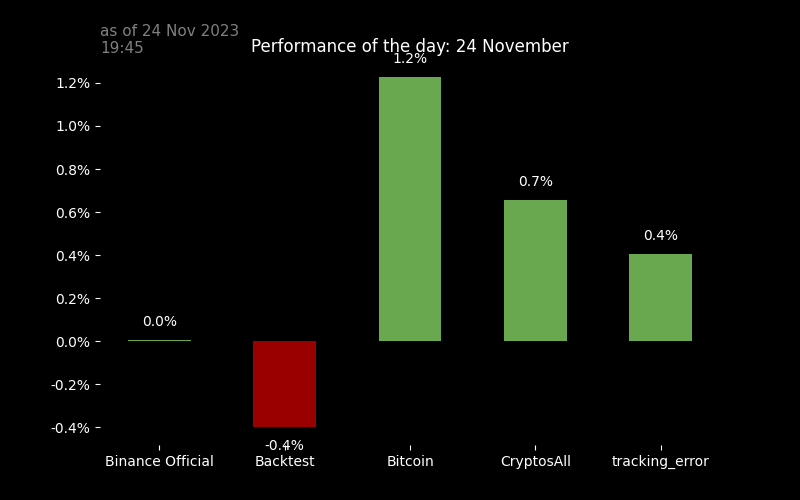 as of 24 Nov 2023
19:45
Performance of the day: 24 November
1.2%
1.2%
1.0%
0.8%
0.7%
0.6%
0.4%
0.4%
0.2%
0.0%
0.0%
-0.2%
-0.4%
-0.4%
Binance Official
Backtest
Bitcoin
CryptosAll
tracking_error